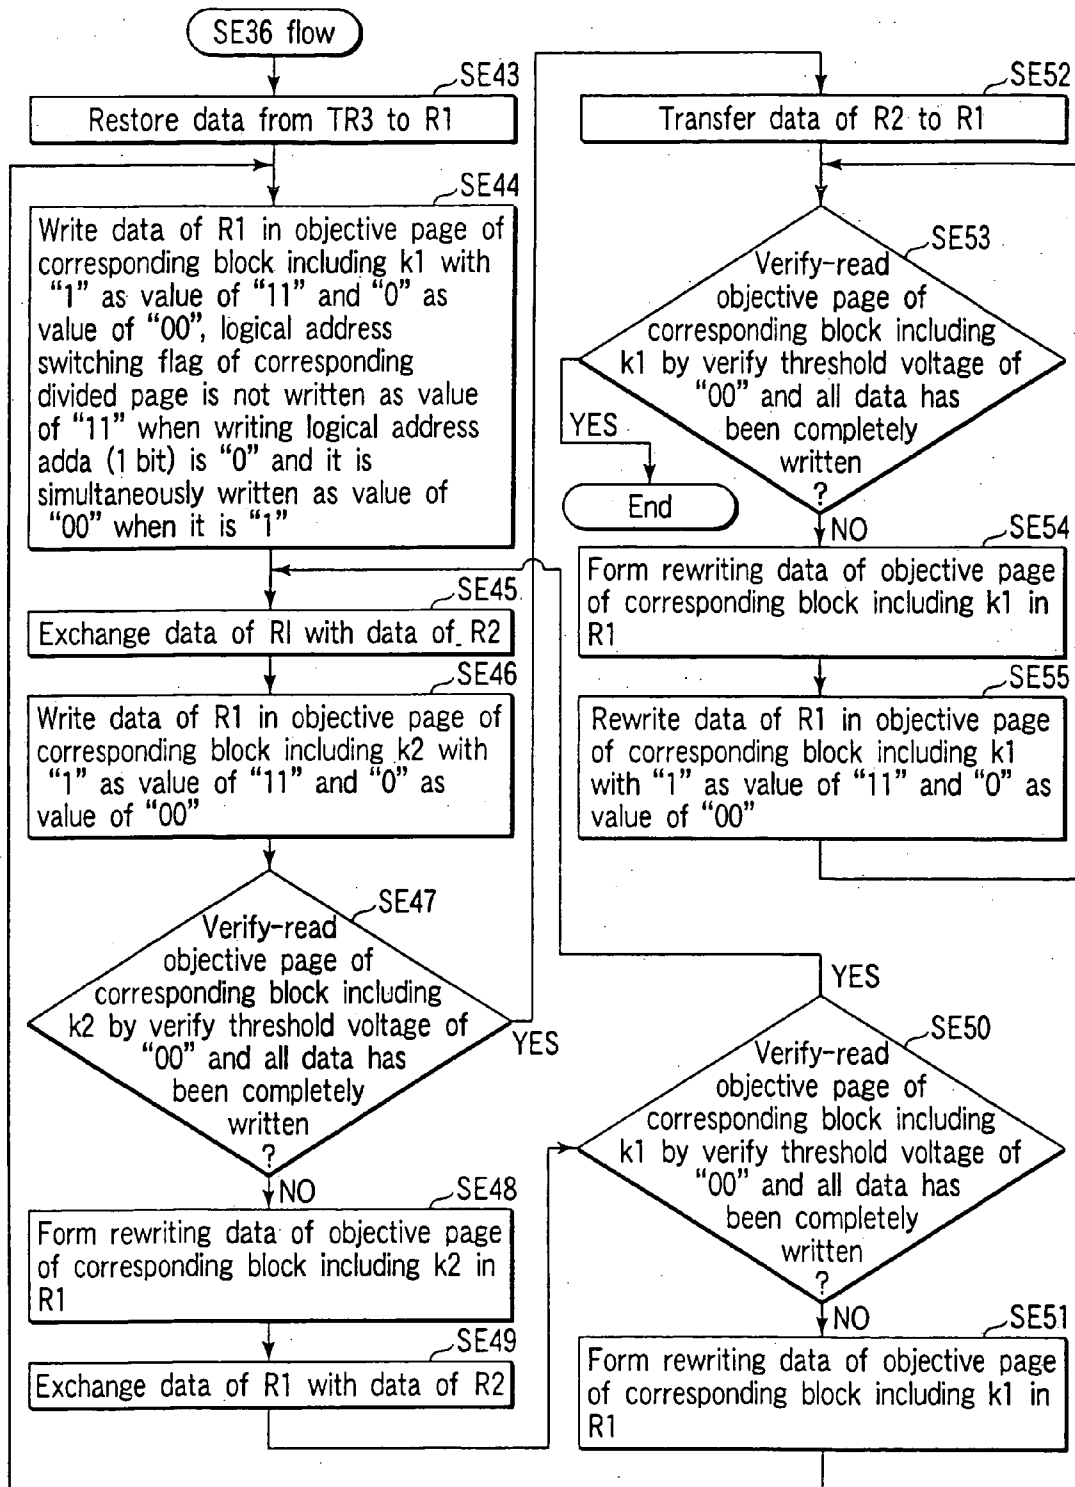 SE36 flow
SE43
Restore data from TR3 to R1
SE44
Write data of R1 in objective page of
corresponding block including k1 with
“1” as value of “11” and “0” as
value of “00”, logical address
switching flag of corresponding
divided page is not written as value
of “11” when writing logical address
adda (1 bit) is “0” and it is
simultaneously written as value of
“00” when it is “1”
SE45
Exchange data of RI with data of R2
SE46
Write data of R1 in objective page of
corresponding block including k2 with
“1” as value of “11” and “0” as
value of “00”
SE47
Verify-read
objective page of
corresponding block including
k2 by verify threshold voltage of
“00” and all data has
been completely
written
?
YES
NO
SE48
Form rewriting data of objective page
of corresponding block including k2 in
R1
SE49
Exchange data of R1 with data of R2
SE52
Transfer data of R2 to R1
SE53
Verify-read
objective page of
corresponding block including
k1 by verify threshold voltage of
“00” and all data has
been completely
written
?
YES
End
NO
SE54
Form rewriting data of objective page
of corresponding block including k1 in
R1
SE55
Rewrite data of R1 in objective page
of corresponding block including k1
with “1” as value of “11” and “0” as
value of “00”
YES
SE50
Verify-read
objective page of
corresponding block including
k1 by verify threshold voltage of
“00” and all data has
been completely
written
?
NO
SE51
Form rewriting data of objective page
of corresponding block including k1 in
R1